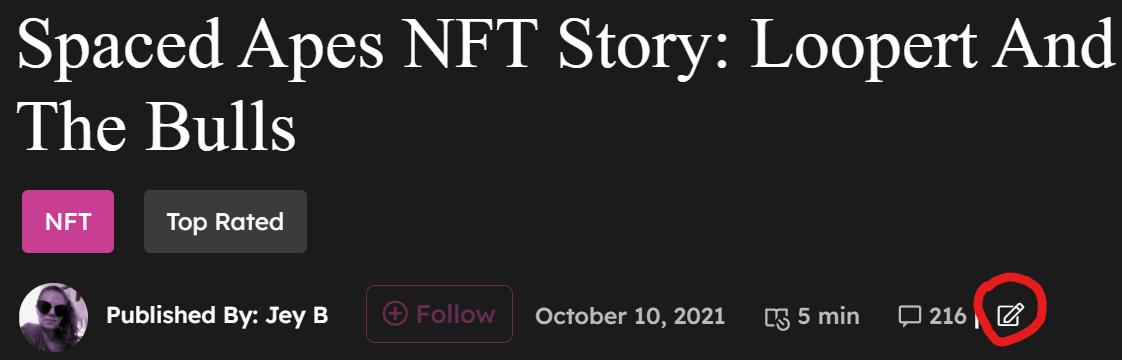 Spaced Apes NFT Story: Loopert And
The Bulls
NFT
Top Rated
Published By: Jey B
Follow
October 10, 2021
5 min
216